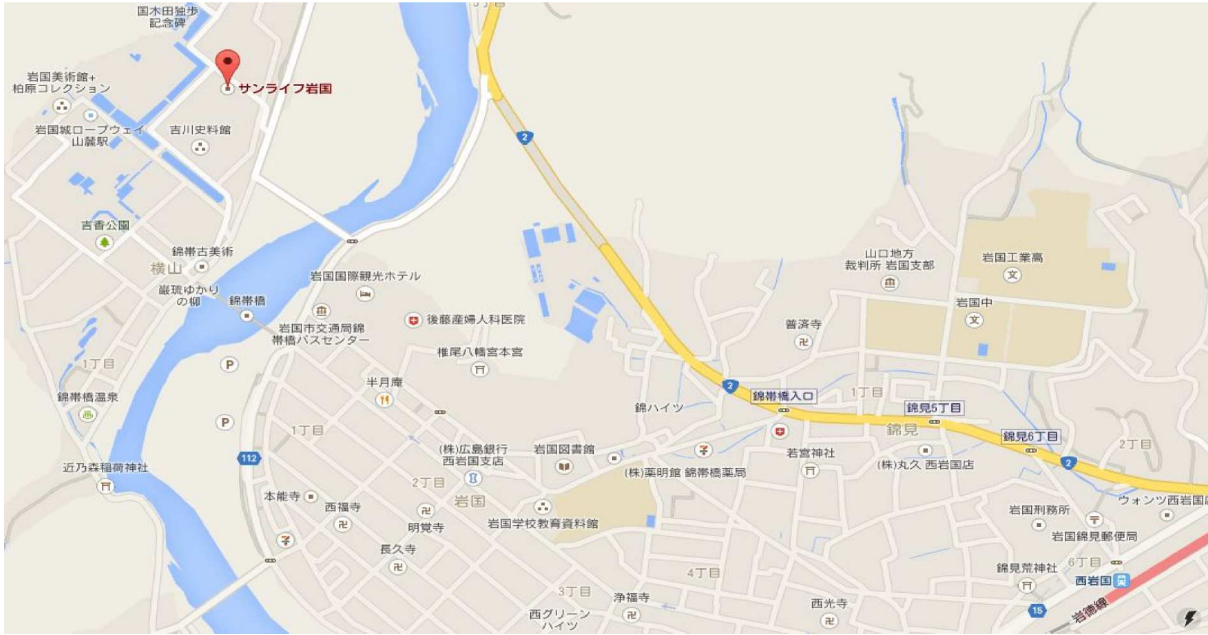 国木田独歩
記念碑
3丁目
岩国美術館+
柏原コレクション
サンライフ岩国
岩国城ロープウェイ
山麓駅
吉川史料館
2
吉香公園
錦帯古美術
横山
巌琉ゆかり
の柳
錦帯橋
岩国国際観光ホテル
岩国市交通局錦
帯橋バスセンター
後藤産婦人科医院
椎尾八幡宮本宮
山口地方
裁判所 岩国支部
岩国工業高
文
岩国中
文
普済寺
1丁目
P
錦帯橋温泉
半月庵
錦ハイツ
2
錦帯橋入口
1丁目
錦見5丁目
錦見
錦見6丁目
2丁目
P
1丁目
112
(株)広島銀行
西岩国支店
岩国図書館
(株)薬明館 錦帯橋薬局
若宮神社
(株)丸久 西岩国店
2
近乃森稲荷神社
本能寺
西福寺
2丁目
岩国
明覚寺
岩国学校教育資料館
ウォンツ西岩国店
岩国刑務所
岩国錦見郵便局
長久寺
3丁目
4丁目
錦見荒神社
6丁目
西岩国
浄福寺
西グリーン
ハイツ
西光寺
15
岩徳線